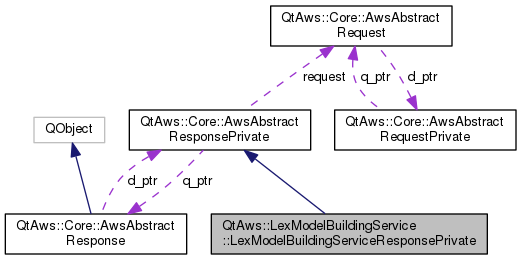 QtAws::Core::AwsAbstract
Request
request
q_ptr
d_ptr
QObject
QtAws::Core::AwsAbstract
ResponsePrivate
QtAws::Core::AwsAbstract
RequestPrivate
d_ptr
q_ptr
QtAws::Core::AwsAbstract
Response
QtAws::LexModelBuildingService
::LexModelBuildingServiceResponsePrivate